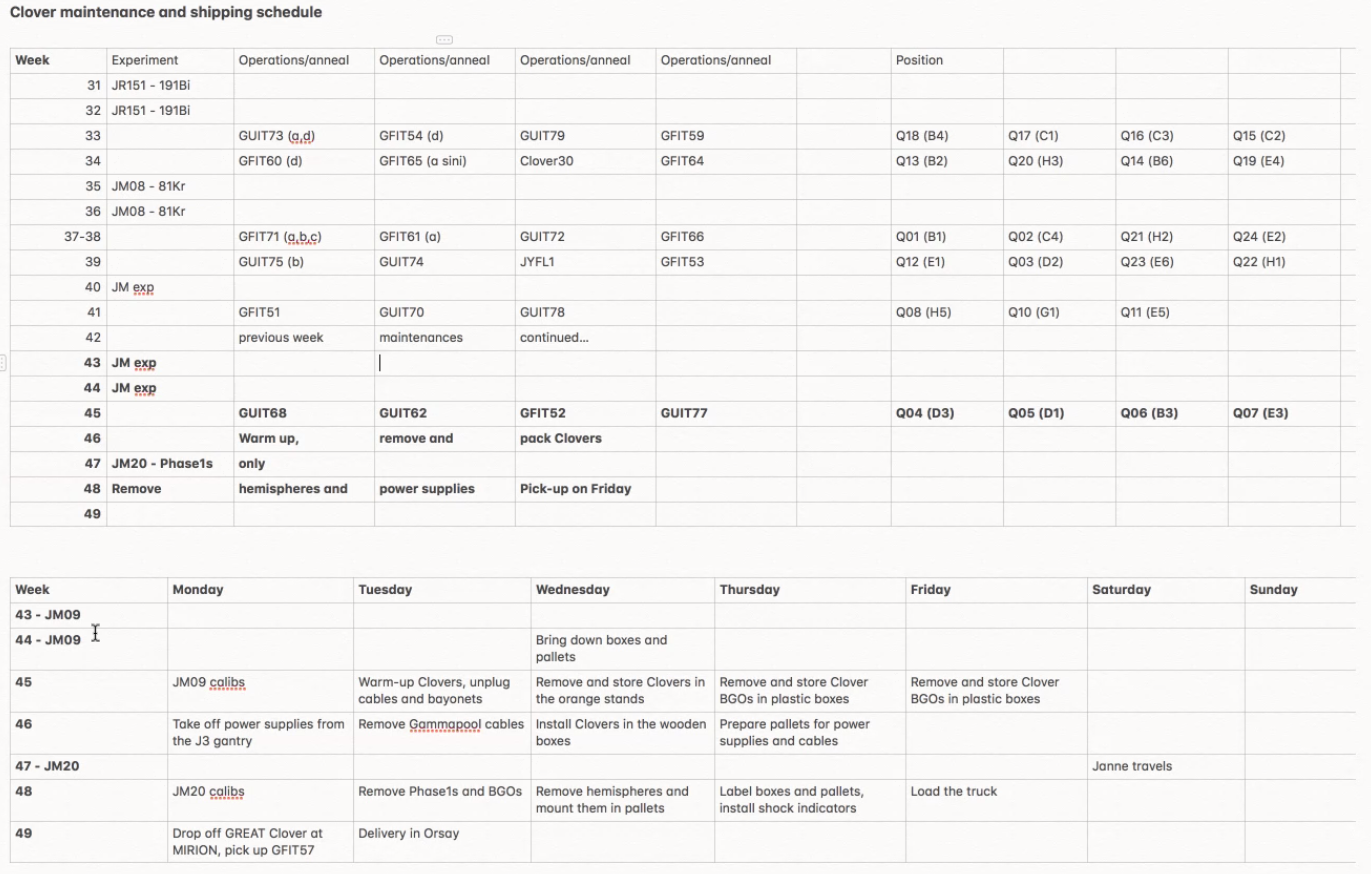 Clover maintenance and shipping schedule
Week Experiment Operations/anneal Operations/anneal Operations/anneal Operations/anneal Position
31 JR151 - 191Bi
32 JR151 - 191Bi
33 GUIT73 (a,d) GFIT54 (d) GUIT79 GFIT59 Q18 (B4) Q17 (C1) Q16 (C3) Q15 (C2)
34 GFIT60 (d) GFIT65 (a sini) Clover30 GFIT64 Q13 (B2) Q20 (H3) Q14 (B6) Q19 (E4)
35 JM08 - 81Kr
36 JM08 - 81Kr
37-38 GFIT71 (a,b,c) GFIT61 (a) GUIT72 GFIT66 Q01 (B1) Q02 (C4) Q21 (H2) Q24 (E2)
39 GUIT75 (b) GUIT74 JYFL1 GFIT53 Q12 (E1) Q03 (D2) Q23 (E6) Q22 (H1)
40 JM exp
41 GFIT51 GUIT70 GUIT78 Q08 (H5) Q10 (G1) Q11 (E5)
42 previous week maintenances continued...
43 JM exp
44 JM exp
45 GUIT68 GUIT62 GFIT52 GUIT77 Q04 (D3) Q05 (D1) Q06 (B3) Q07 (E3)
46 Warm up, remove and pack Clovers
47 JM20 - Phase1s only
48 Remove hemispheres and power supplies Pick-up on Friday
49
Week Monday Tuesday Wednesday Thursday Friday Saturday Sunday
43 - JM09
44 - JM09 Bring down boxes and
pallets
45 JM09 calibs Warm-up Clovers, unplug Remove and store Clovers in Remove and store Clover Remove and store Clover
cables and bayonets the orange stands BGOs in plastic boxes BGOs in plastic boxes
46 Take off power supplies from Remove Gammapool cables Install Clovers in the wooden Prepare pallets for power
the J3 gantry boxes supplies and cables
47 - JM20 Janne travels
48 JM20 calibs Remove Phase1s and BGOs Remove hemispheres and Label boxes and pallets, Load the truck
mount them in pallets install shock indicators
49 Drop off GREAT Clover at Delivery in Orsay
MIRION, pick up GFIT57